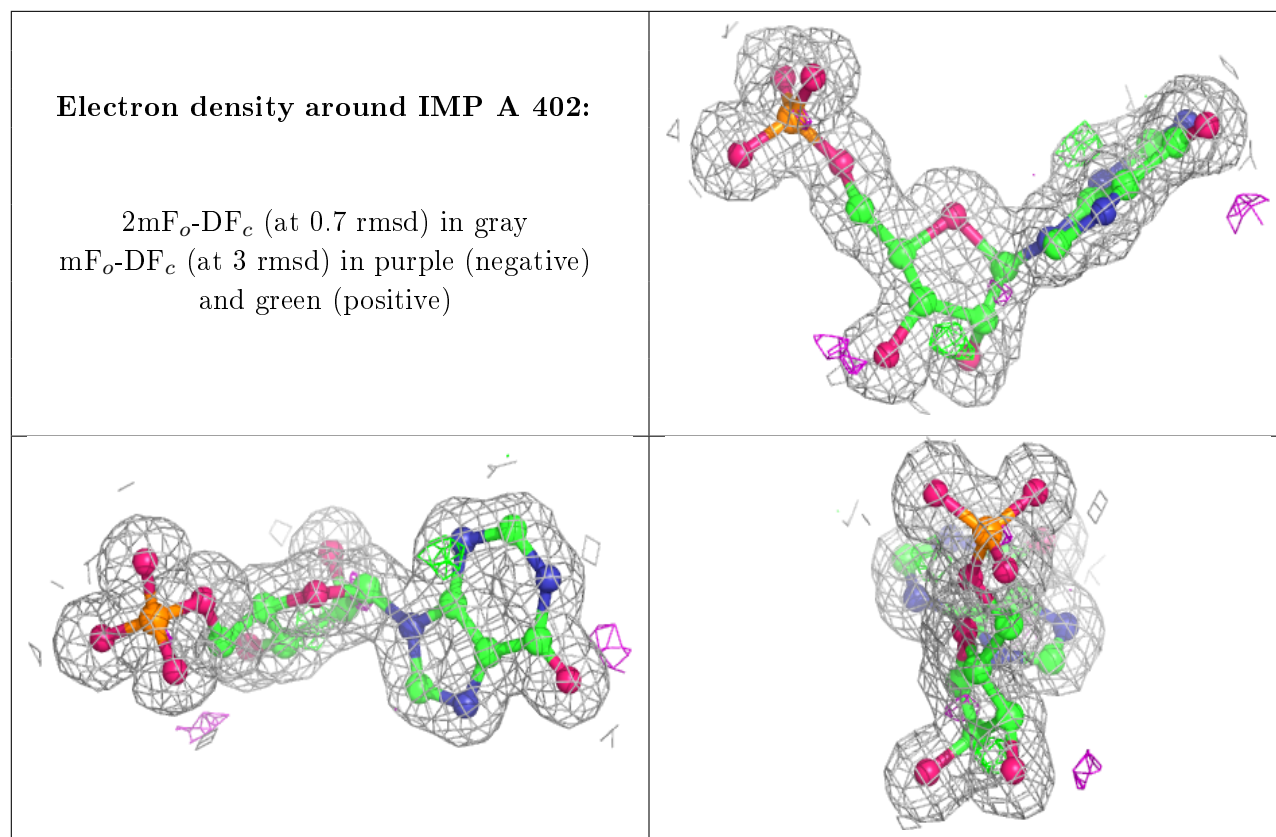 Electron density around IMP A 402:
2mFo-DFc (at 0.7 rmsd) in gray
mFo-DFc (at 3 rmsd) in purple (negative)
and green (positive)